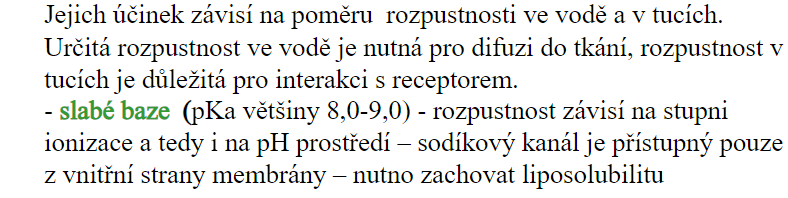 Jejich účinek závisí na poměru  rozpustnosti ve vodě a v tucích.
Určitá rozpustnost ve vodě je nutná pro difuzi do tkání, rozpustnost v
tucích je důležitá pro interakci s receptorem.
- slabé baze  (pKa většiny 8,0-9,0) - rozpustnost závisí na stupni
ionizace a tedy i na pH prostředí – sodíkový kanál je přístupný pouze
z vnitřní strany membrány – nutno zachovat liposolubilitu